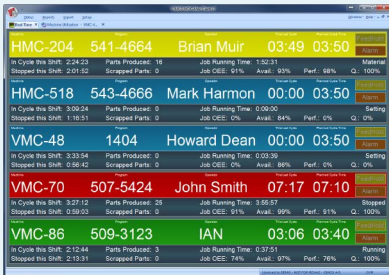 HMC-204 541-4664 Brian Muir 03:49 03:50
Alarm
In Cycle this Shift: 2:24:23 Parts Produced: 16 Job Running Time: 1:52:31 Material
Stopped this Shift: 2:01:52 Scrapped Parts: 0 Job OEE: 91% Avail.: 93% Perf.: 98% Q.: 100%
HMC-518 543-4666 Mark Harmon 00:00 03:50
Alarm
In Cycle this Shift: 3:09:24 Parts Produced: 0 Job Running Time: 0:09:00 Setting
Stopped this Shift: 1:16:51 Scrapped Parts: 0 Job OEE: 0% Avail.: 84% Perf.: 0% Q.: 0%
VMC-48 1404 Howard Dean 00:00 03:50
Alarm
In Cycle this Shift: 3:33:54 Parts Produced: 0 Job Running Time: 0:03:39 Setting
Stopped this Shift: 0:56:42 Scrapped Parts: 0 Job OEE: 0% Avail.: 86% Perf.: 0% Q.: 0%
VMC-70 507-5424 John Smith 07:17 07:10
Alarm
In Cycle this Shift: 3:27:12 Parts Produced: 25 Job Running Time: 3:55:57 Stopped
Stopped this Shift: 0:59:03 Scrapped Parts: 0 Job OEE: 91% Avail.: 99% Perf.: 91% Q.: 100%
VMC-86 509-3123 IAN 03:06 03:40
Alarm
In Cycle this Shift: 2:12:44 Parts Produced: 3 Job Running Time: 0:37:51 Running
Stopped this Shift: 2:13:31 Scrapped Parts: 0 Job OEE: 74% Avail.: 97% Perf.: 76% Q.: 100%